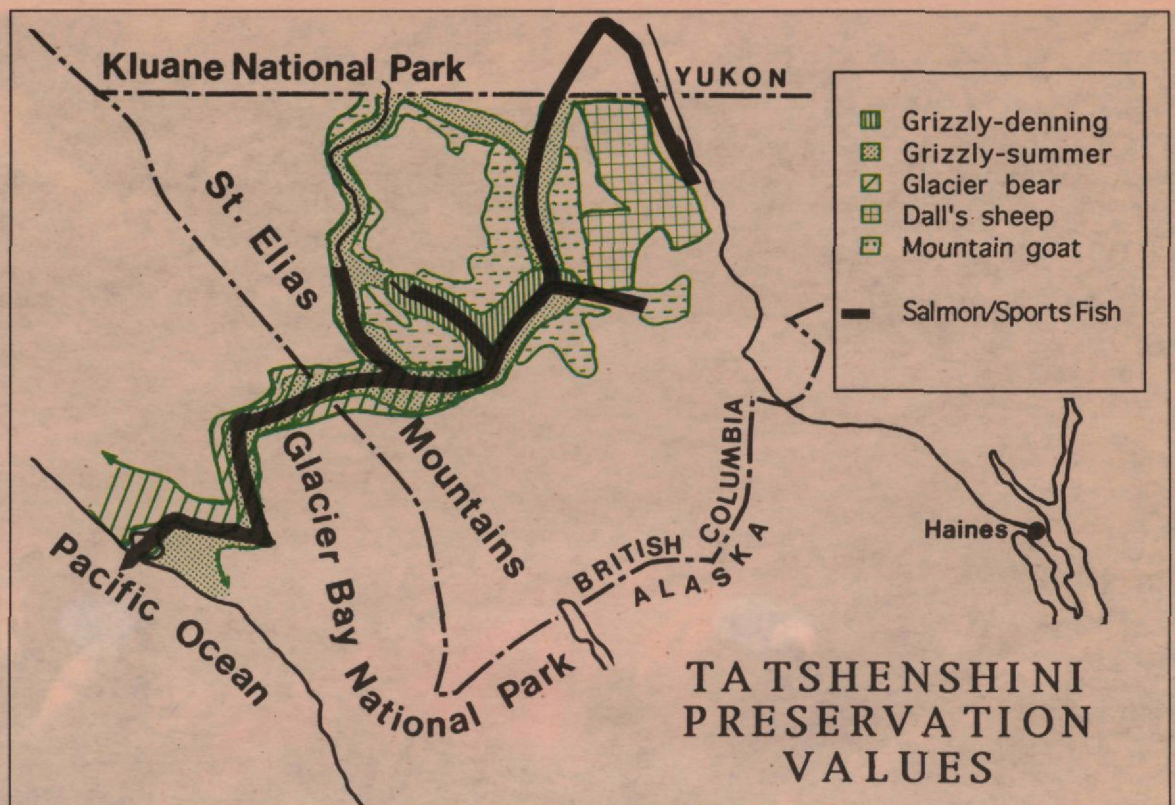 Kluane National Park
YUKON
Grizzly-denning
Grizzly-summer
Glacier bear
Dall's sheep
Mountain goat
Salmon/Sports Fish
St. Elias
Mountains
Glacier Bay National Park
BRITISH COLUMBIA
ALASKA
Haines
Pacific Ocean
TATSHENSHINI
PRESERVATION
VALUES